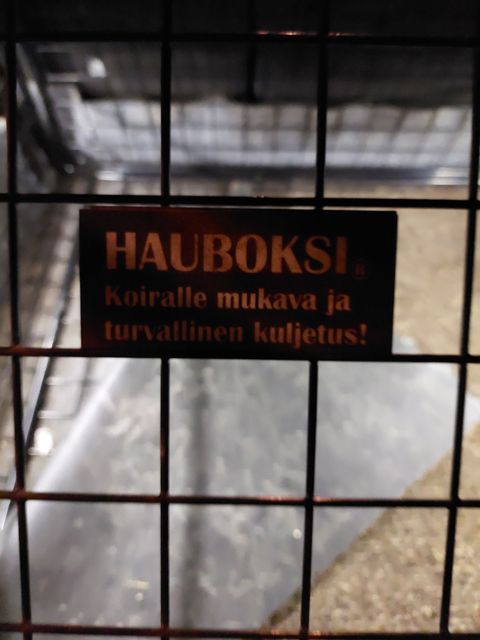 HAUBOKSI®
Koiralle mukava ja
turvallinen kuljetus!